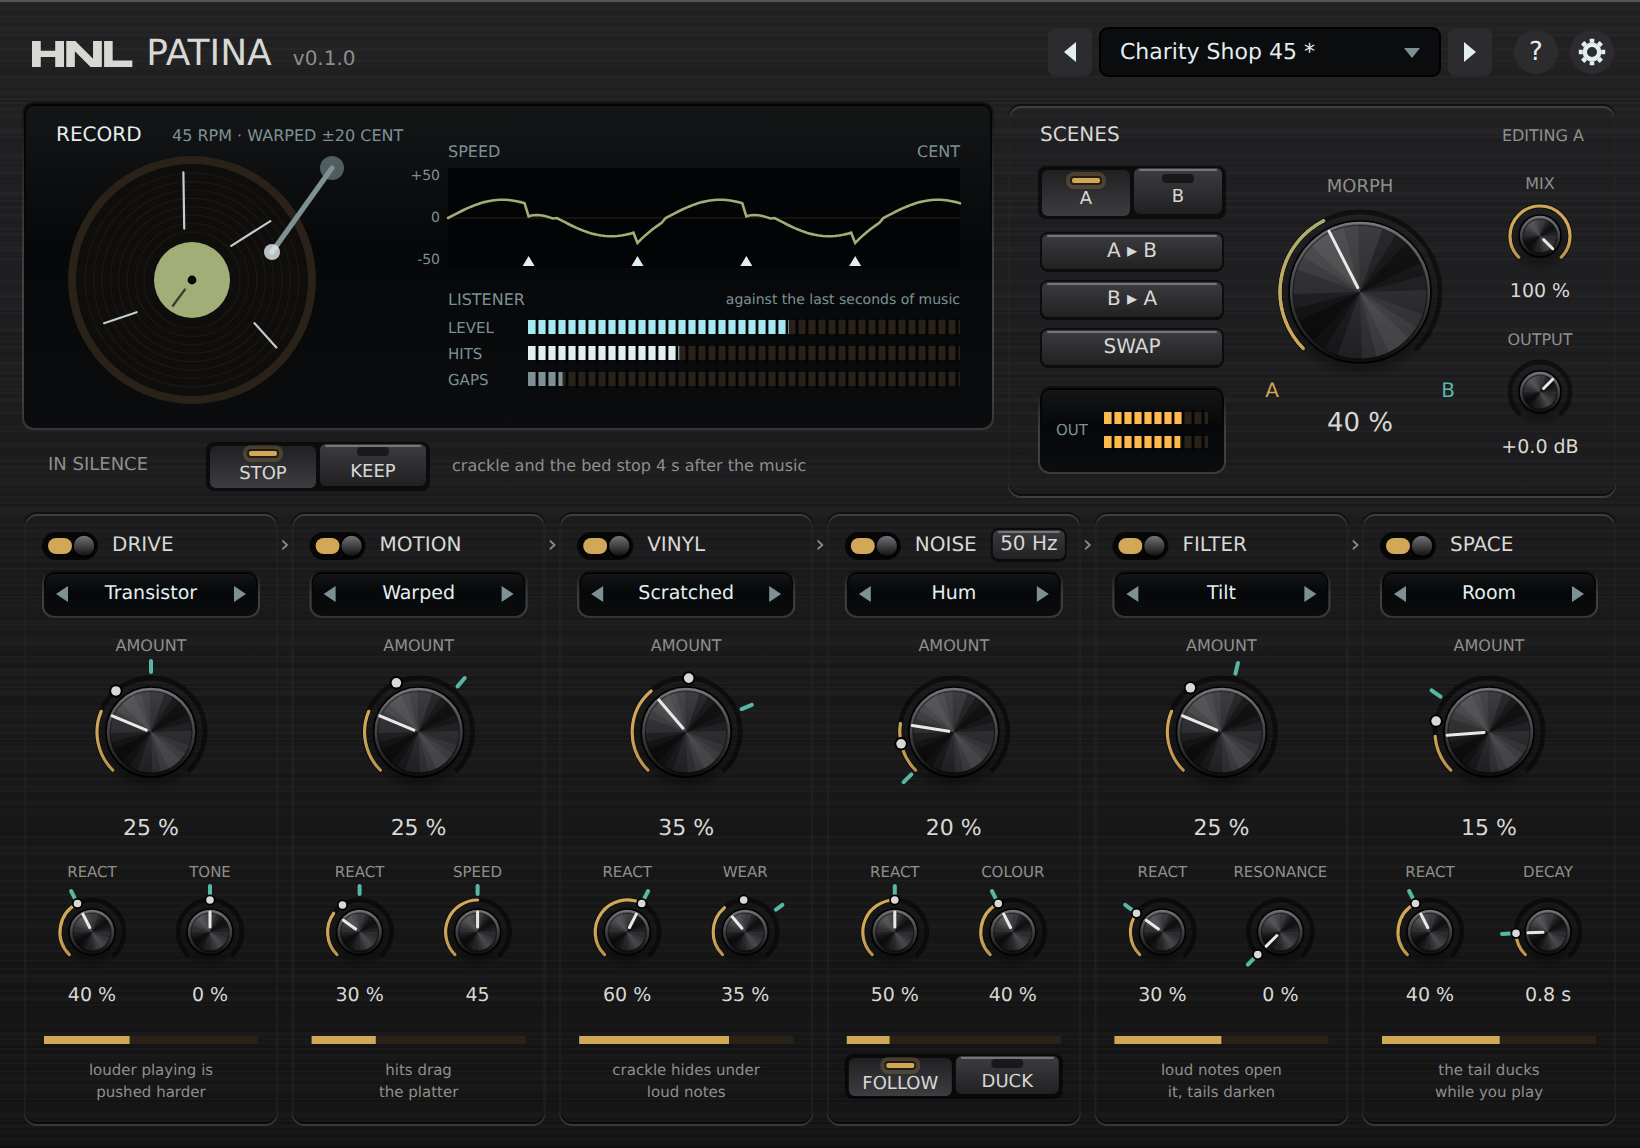 HNL PATINA v0.1.0
Charity Shop 45 *
?
RECORD 45 RPM · WARPED ±20 CENT
SPEED CENT
+50
0
-50
LISTENER against the last seconds of music
LEVEL
HITS
GAPS
IN SILENCE STOP KEEP crackle and the bed stop 4 s after the music
SCENES EDITING A
A B
A ▸ B
B ▸ A
SWAP
OUT
MORPH
A B
40 %
MIX
100 %
OUTPUT
+0.0 dB
DRIVE › MOTION › VINYL › NOISE 50 Hz › FILTER › SPACE
Transistor Warped Scratched Hum Tilt Room
AMOUNT AMOUNT AMOUNT AMOUNT AMOUNT AMOUNT
25 % 25 % 35 % 20 % 25 % 15 %
REACT TONE REACT SPEED REACT WEAR REACT COLOUR REACT RESONANCE REACT DECAY
40 % 0 % 30 % 45 60 % 35 % 50 % 40 % 30 % 0 % 40 % 0.8 s
louder playing is
pushed harder
hits drag
the platter
crackle hides under
loud notes
FOLLOW DUCK
loud notes open
it, tails darken
the tail ducks
while you play